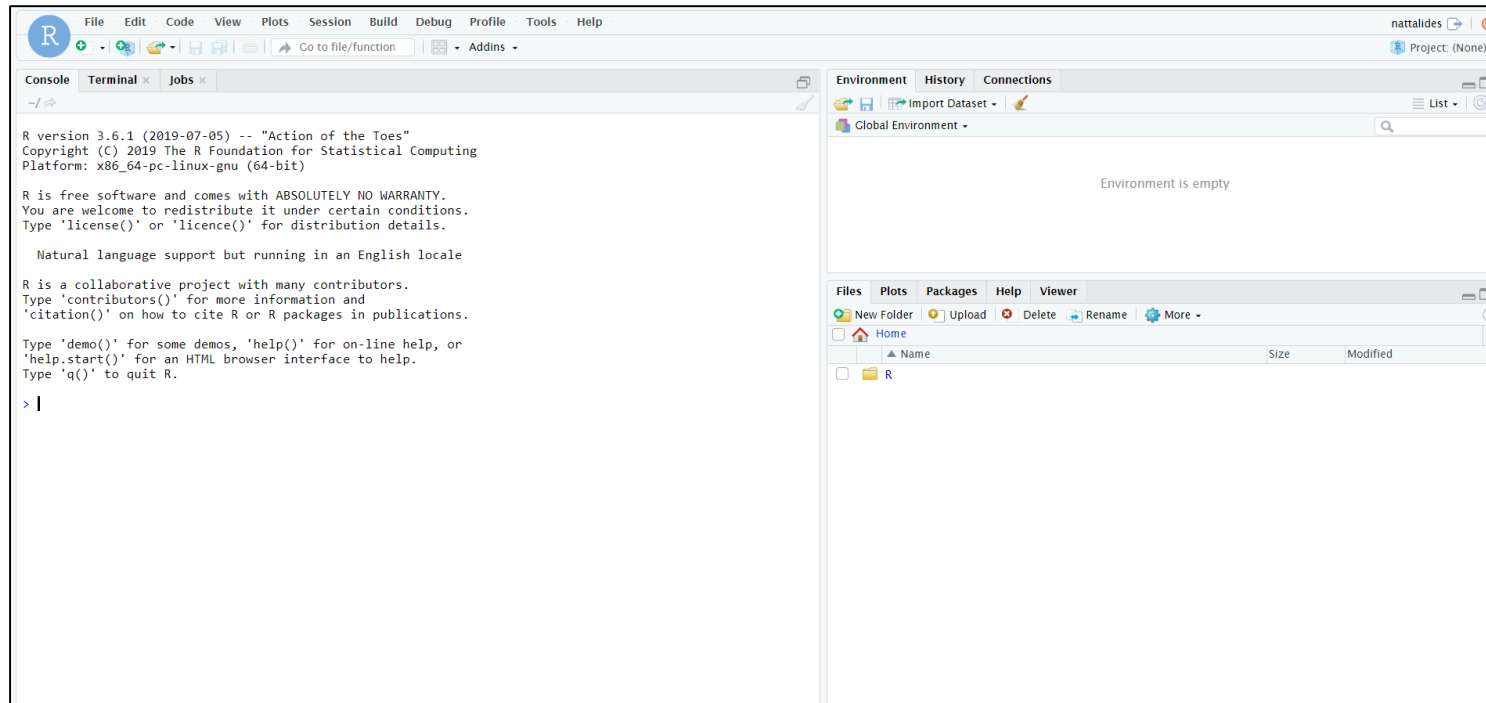 R
File Edit Code View Plots Session Build Debug Profile Tools Help
nattalides
Go to file/function Addins
Project: (None)
Console Terminal Jobs
~/
R version 3.6.1 (2019-07-05) -- "Action of the Toes"
Copyright (C) 2019 The R Foundation for Statistical Computing
Platform: x86_64-pc-linux-gnu (64-bit)
R is free software and comes with ABSOLUTELY NO WARRANTY.
You are welcome to redistribute it under certain conditions.
Type 'license()' or 'licence()' for distribution details.
Natural language support but running in an English locale
R is a collaborative project with many contributors.
Type 'contributors()' for more information and
'citation()' on how to cite R or R packages in publications.
Type 'demo()' for some demos, 'help()' for on-line help, or
'help.start()' for an HTML browser interface to help.
Type 'q()' to quit R.
>
Environment History Connections
Import Dataset List
Global Environment
Environment is empty
Files Plots Packages Help Viewer
New Folder Upload Delete Rename More
Home
Name Size Modified
R